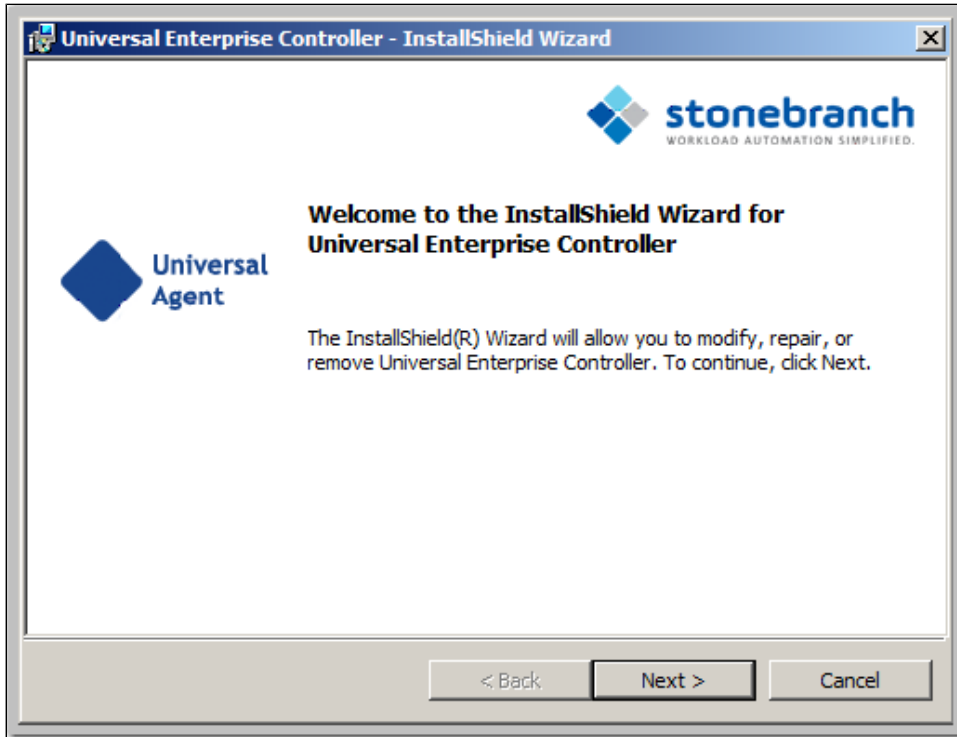 Universal Enterprise Controller - InstallShield Wizard
stonebranch
WORKLOAD AUTOMATION SIMPLIFIED.
Welcome to the InstallShield Wizard for
Universal Enterprise Controller
Universal
Agent
The InstallShield(R) Wizard will allow you to modify, repair, or
remove Universal Enterprise Controller. To continue, click Next.
< Back
Next >
Cancel